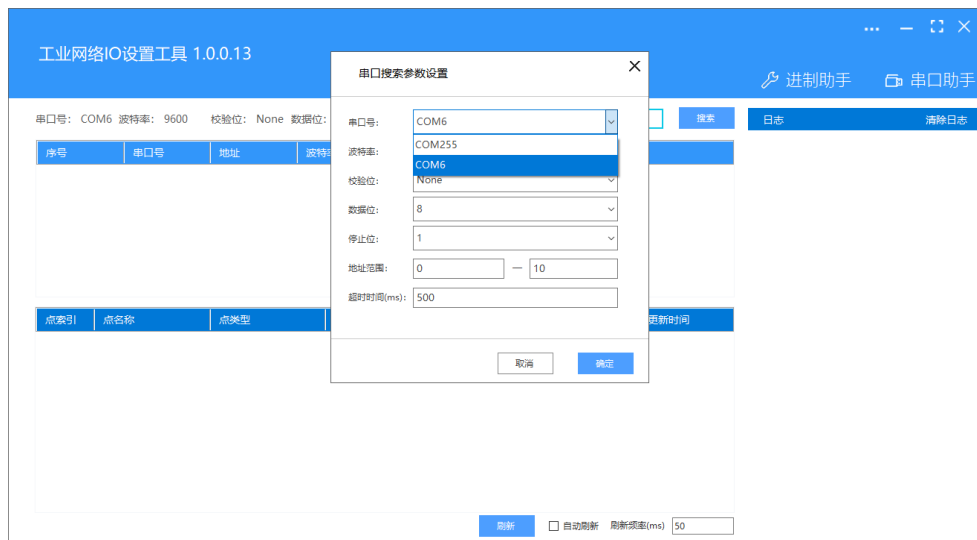 工业网络IO设置工具 1.0.0.13
进制助手
串口助手
串口号: COM6 波特率: 9600 校验位: None 数据位:
搜索
日志
清除日志
序号
串口号
地址
波特率
点索引
点名称
点类型
更新时间
串口搜索参数设置
串口号: COM6
COM255
COM6
波特率:
校验位: None
数据位: 8
停止位: 1
地址范围: 0 — 10
超时时间(ms): 500
取消
确定
刷新
自动刷新
刷新频率(ms) 50